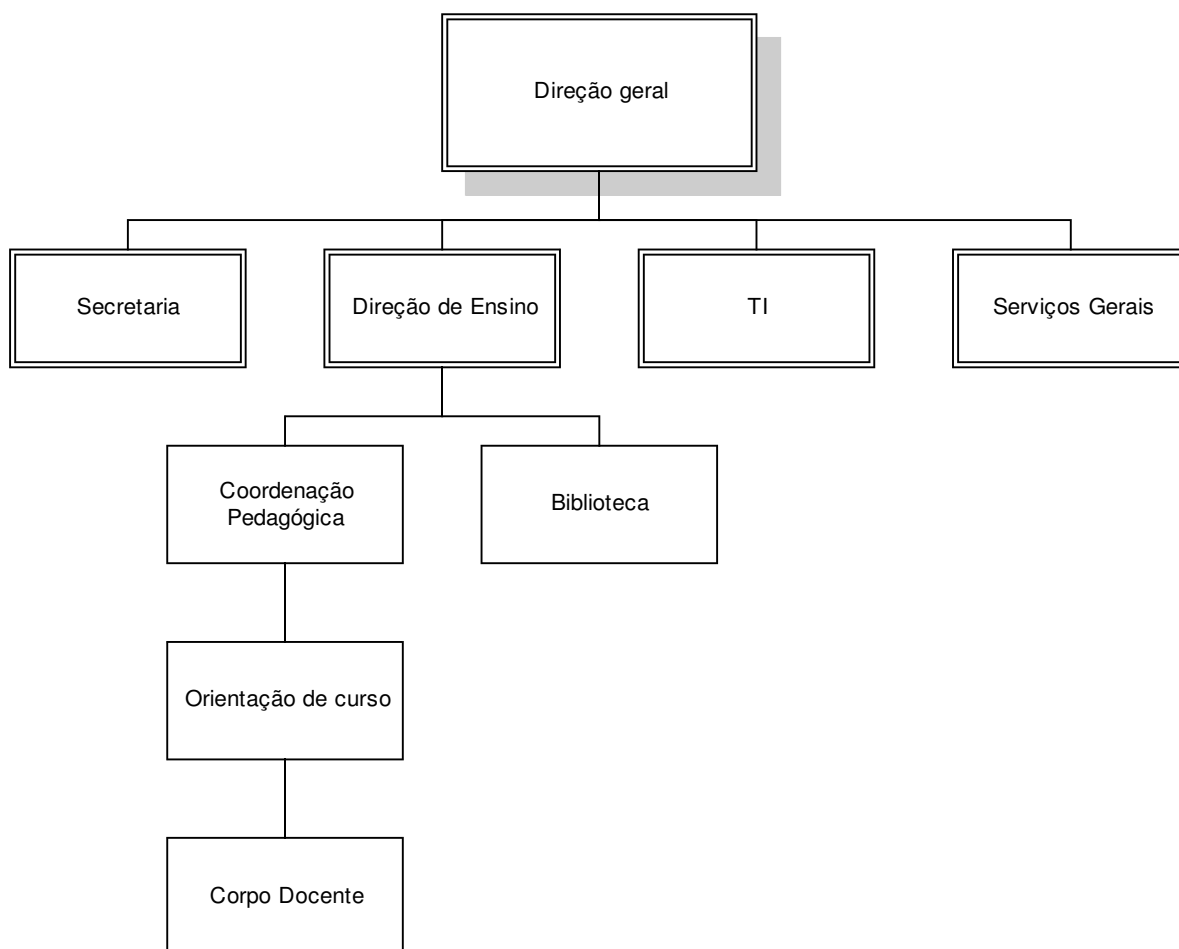 Direção geral
Secretaria
Direção de Ensino
TI
Serviços Gerais
Coordenação
Pedagógica
Biblioteca
Orientação de curso
Corpo Docente